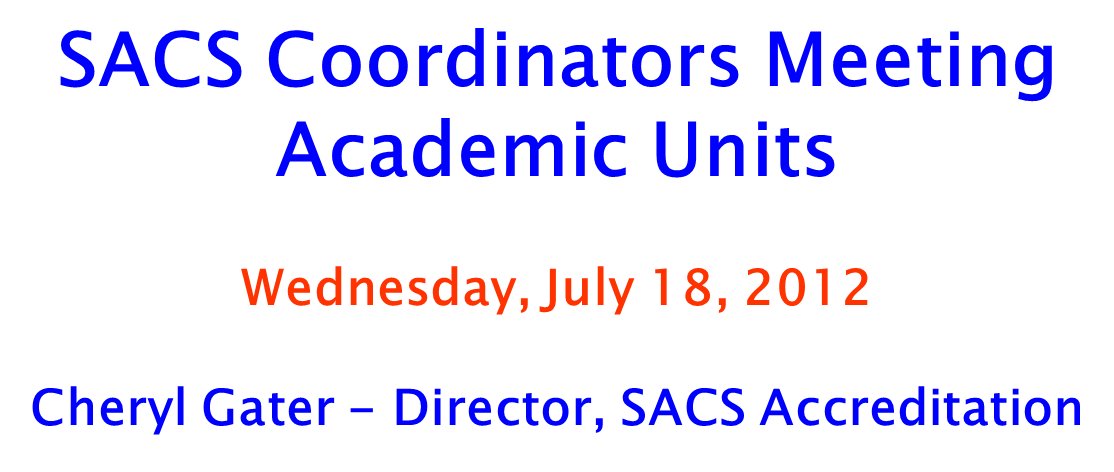 SACS Coordinators Meeting
Academic Units
Wednesday, July 18, 2012
Cheryl Gater – Director, SACS Accreditation